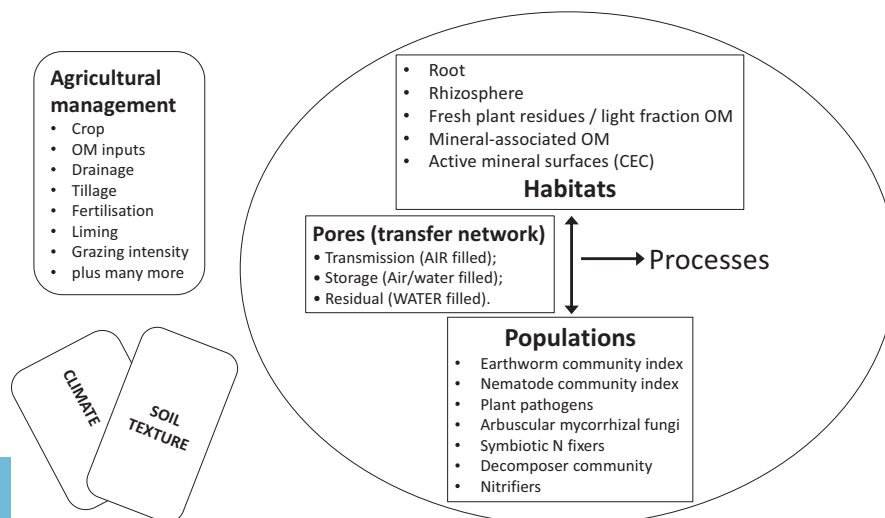 Agricultural
management
• Crop
• OM inputs
• Drainage
• Tillage
• Fertilisation
• Liming
• Grazing intensity
• plus many more
CLIMATE
SOIL
TEXTURE
• Root
• Rhizosphere
• Fresh plant residues / light fraction OM
• Mineral-associated OM
• Active mineral surfaces (CEC)
Habitats
Pores (transfer network)
• Transmission (AIR filled);
• Storage (Air/water filled);
• Residual (WATER filled).
Processes
Populations
• Earthworm community index
• Nematode community index
• Plant pathogens
• Arbuscular mycorrhizal fungi
• Symbiotic N fixers
• Decomposer community
• Nitrifiers